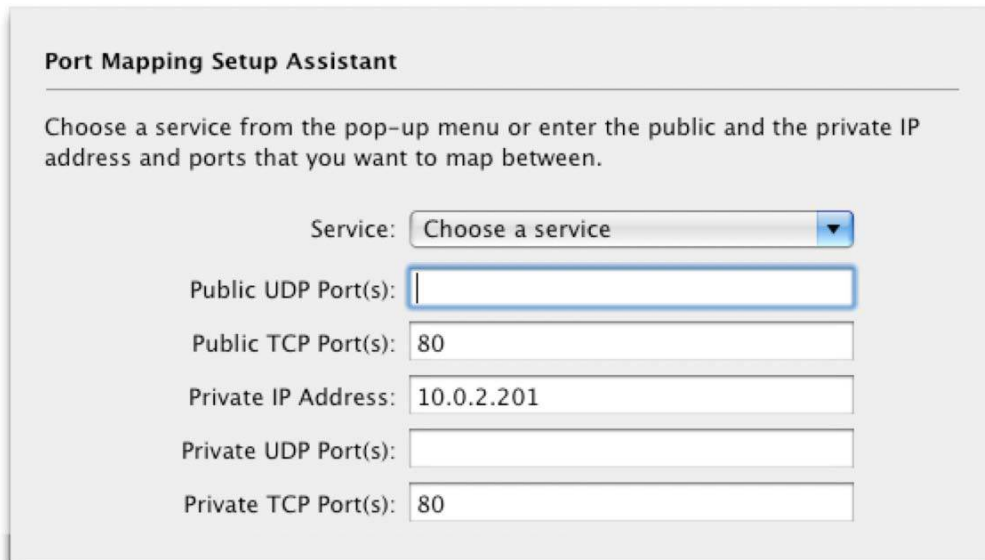 Port Mapping Setup Assistant
Choose a service from the pop-up menu or enter the public and the private IP
address and ports that you want to map between.
Service: Choose a service
Public UDP Port(s):
Public TCP Port(s): 80
Private IP Address: 10.0.2.201
Private UDP Port(s):
Private TCP Port(s): 80